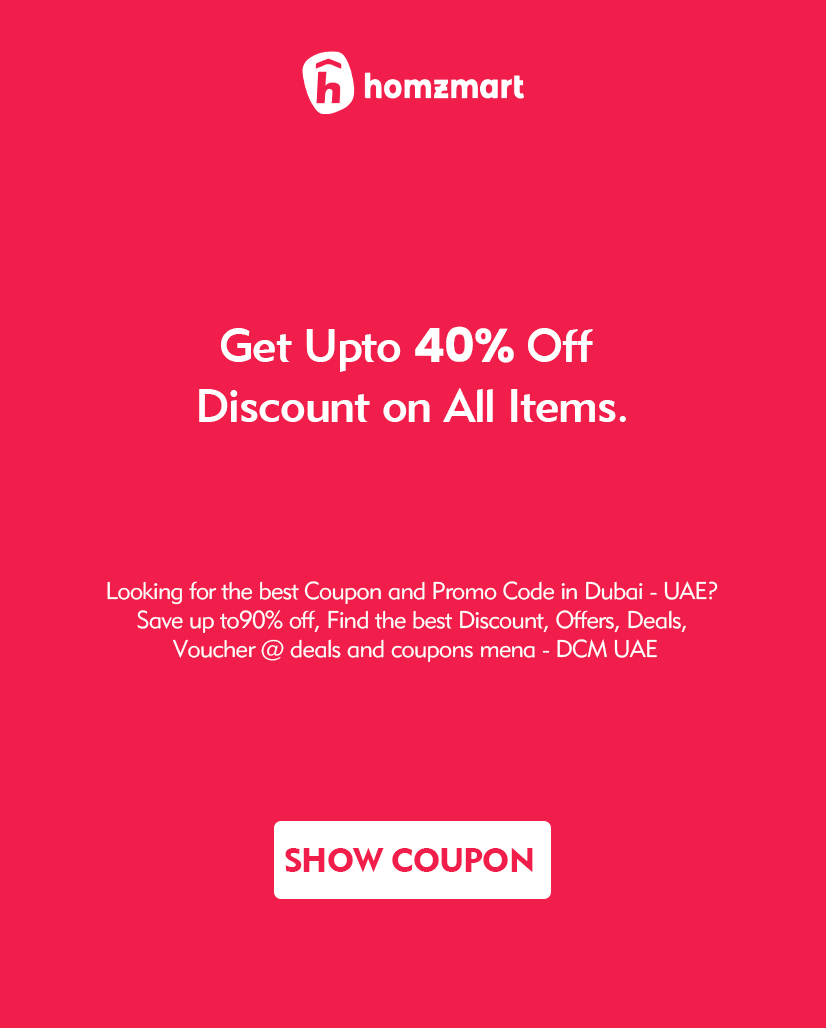 homzmart
Get Upto 40% Off
Discount on All Items.
Looking for the best Coupon and Promo Code in Dubai - UAE?
Save up to90% off, Find the best Discount, Offers, Deals,
Voucher @ deals and coupons mena - DCM UAE
SHOW COUPON